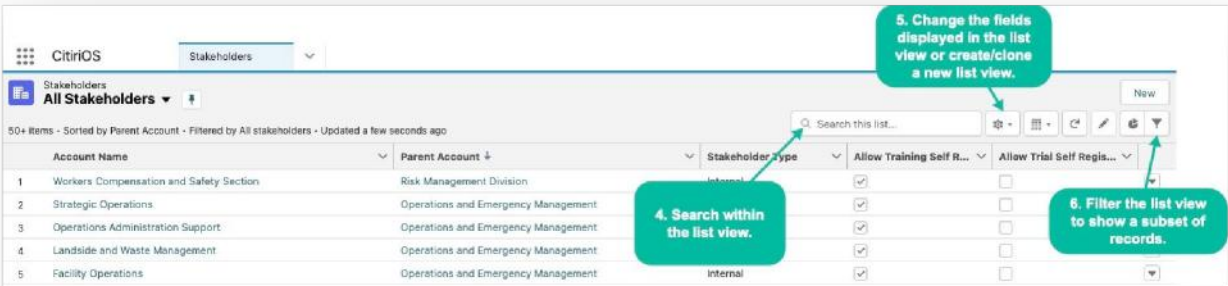 5. Change the fields
displayed in the list
view or create/clone
a new list view.
CitiriOS
Stakeholders
Stakeholders
All Stakeholders
New
50+ items • Sorted by Parent Account • Filtered by All stakeholders • Updated a few seconds ago
Search this list...
Account Name
Parent Account
Stakeholder Type
Allow Training Self R...
Allow Trial Self Regis...
1 Workers Compensation and Safety Section Risk Management Division Internal
2 Strategic Operations Operations and Emergency Management
3 Operations Administration Support Operations and Emergency Management
4 Landside and Waste Management Operations and Emergency Management
5 Facility Operations Operations and Emergency Management Internal
4. Search within
the list view.
6. Filter the list view
to show a subset of
records.